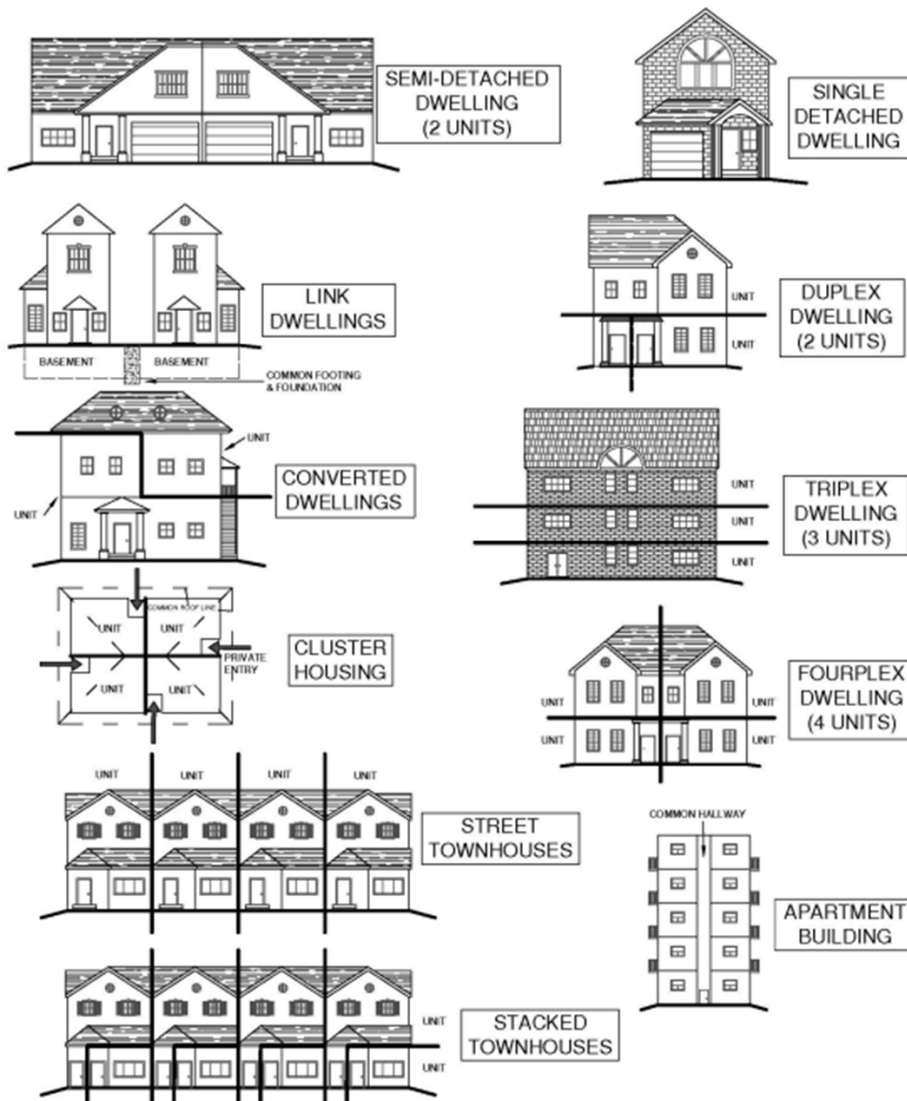 SEMI-DETACHED
DWELLING
(2 UNITS)
SINGLE
DETACHED
DWELLING
LINK
DWELLINGS
BASEMENT
BASEMENT
COMMON FOOTING
& FOUNDATION
UNIT
UNIT
DUPLEX
DWELLING
(2 UNITS)
UNIT
UNIT
CONVERTED
DWELLINGS
UNIT
UNIT
UNIT
TRIPLEX
DWELLING
(3 UNITS)
COMMON ROOF LINE
UNIT
UNIT
PRIVATE
ENTRY
UNIT
UNIT
CLUSTER
HOUSING
UNIT
UNIT
UNIT
UNIT
FOURPLEX
DWELLING
(4 UNITS)
UNIT
UNIT
UNIT
UNIT
STREET
TOWNHOUSES
COMMON HALLWAY
APARTMENT
BUILDING
UNIT
UNIT
STACKED
TOWNHOUSES